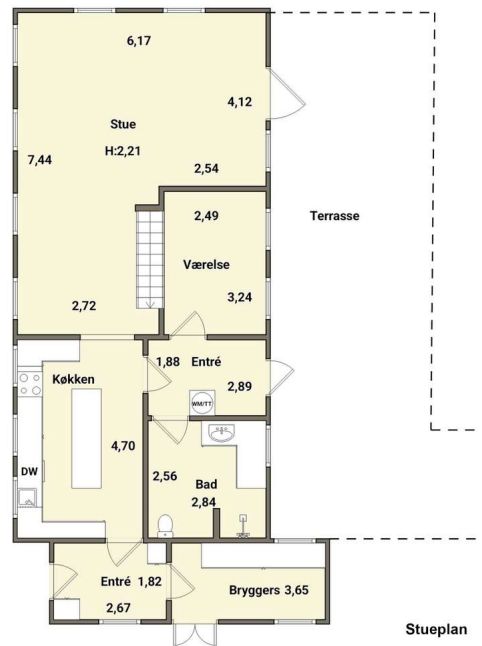 6,17
4,12
Stue
7,44
H:2,21
2,54
2,49
Terrasse
Værelse
3,24
2,72
1,88 Entré
Køkken
2,89
WM/TT
4,70
DW
2,56
Bad
2,84
Entré 1,82
2,67
Bryggers 3,65
Stueplan